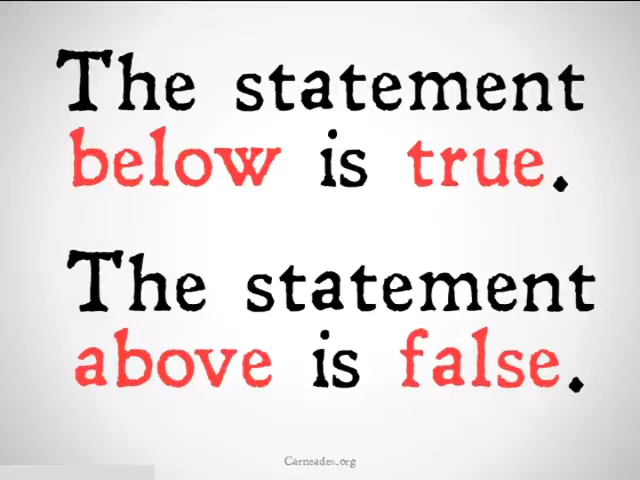 The statement
below is true.
The statement
above is false.
Carneades.org